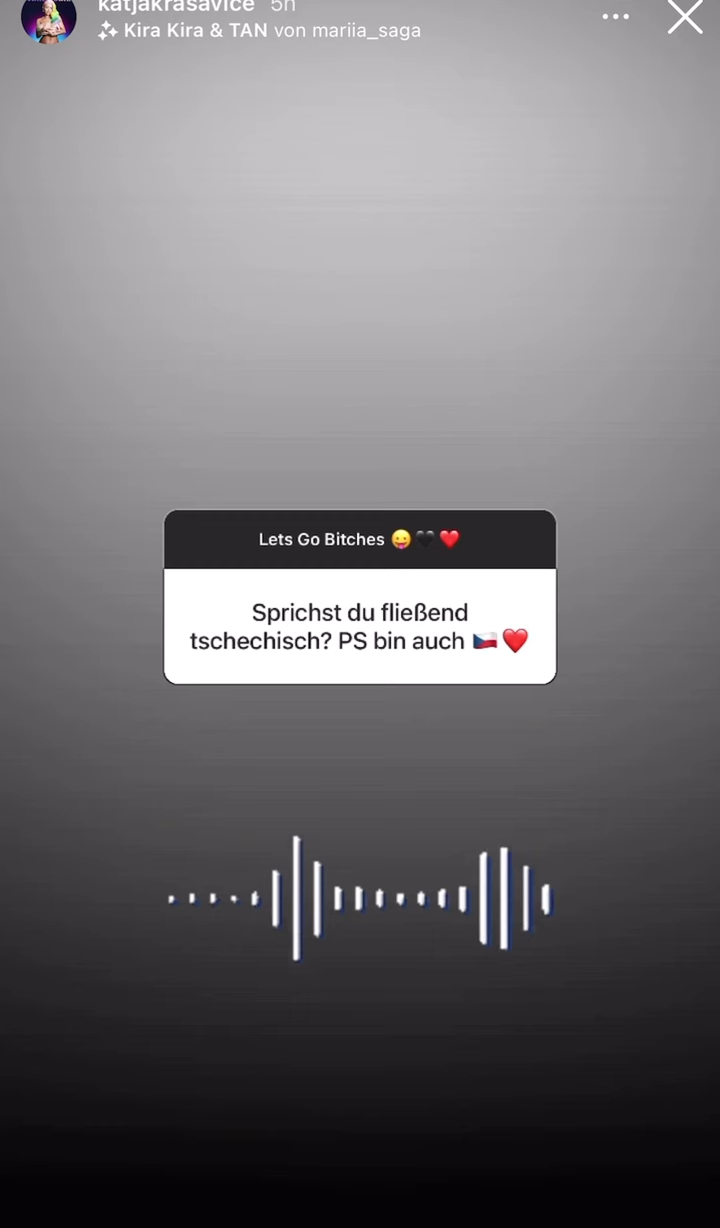 katjakrasavice 5h
Kira Kira & TAN von mariia_saga
Lets Go Bitches 😛🖤❤️
Sprichst du fließend
tschechisch? PS bin auch 🇨🇿❤️